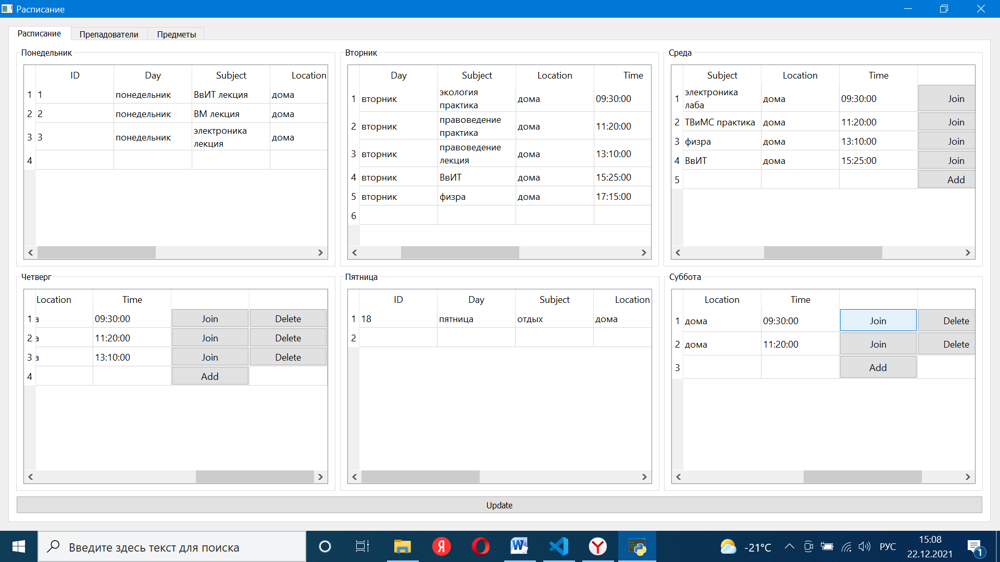 Расписание
Расписание Препадователи Предметы
Понедельник
ID Day Subject Location
1 1 понедельник ВвИТ лекция дома
2 2 понедельник ВМ лекция дома
3 3 понедельник электроника лекция дома
4
Вторник
Day Subject Location Time
1 вторник экология практика дома 09:30:00
2 вторник правоведение практика дома 11:20:00
3 вторник правоведение лекция дома 13:10:00
4 вторник ВвИТ дома 15:25:00
5 вторник физра дома 17:15:00
6
Среда
Subject Location Time
1 электроника лаба дома 09:30:00 Join
2 ТВиМС практика дома 11:20:00 Join
3 физра дома 13:10:00 Join
4 ВвИТ дома 15:25:00 Join
5 Add
Четверг
Location Time
1 а 09:30:00 Join Delete
2 а 11:20:00 Join Delete
3 а 13:10:00 Join Delete
4 Add
Пятница
ID Day Subject Location
1 18 пятница отдых дома
2
Суббота
Location Time
1 дома 09:30:00 Join Delete
2 дома 11:20:00 Join Delete
3 Add
Update
Введите здесь текст для поиска
-21°C РУС 15:08
22.12.2021
1